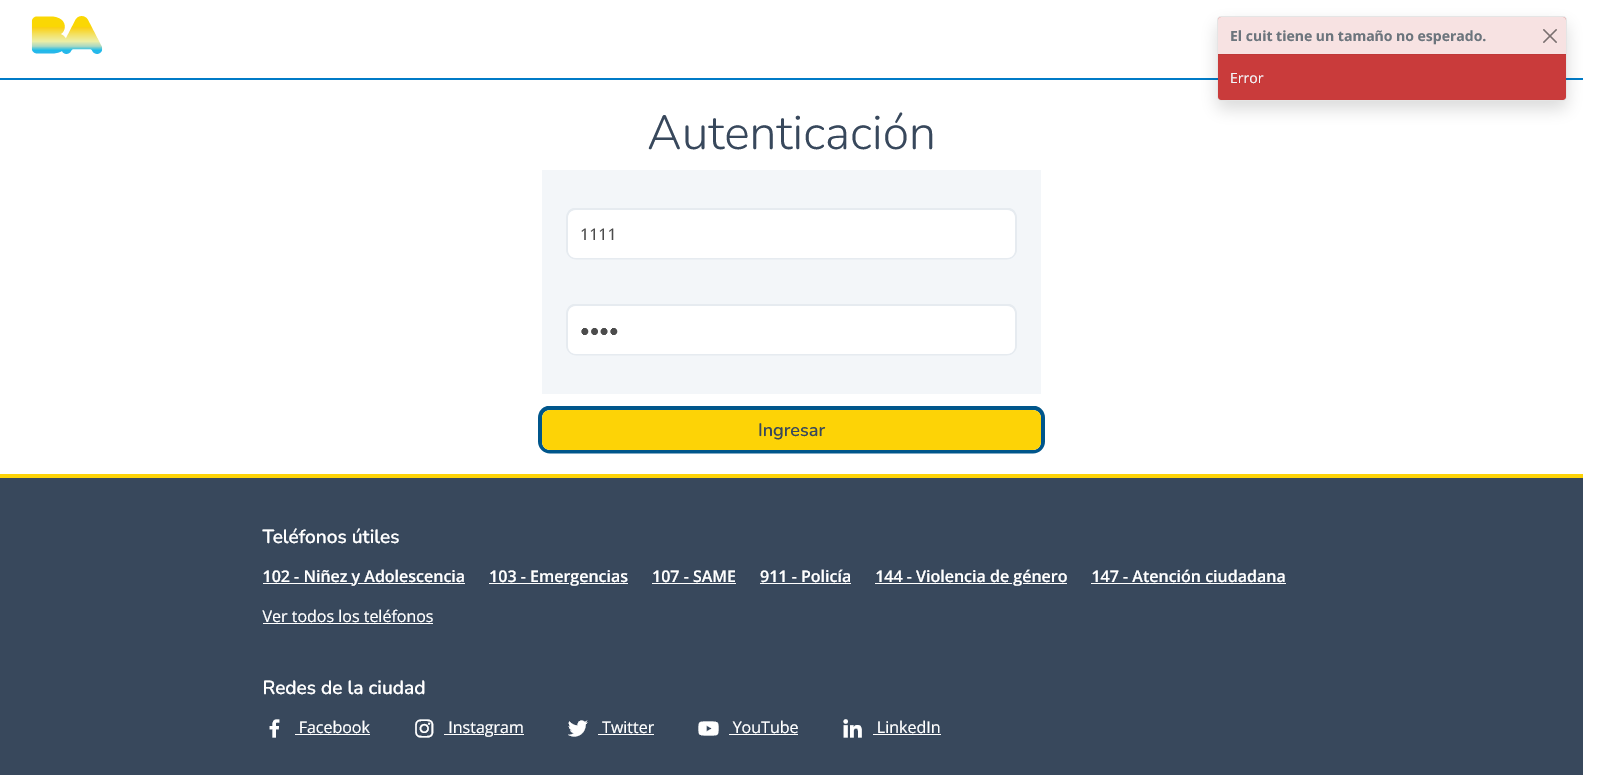 BA
El cuit tiene un tamaño no esperado.
Error
Autenticación
1111
••••
Ingresar
Teléfonos útiles
102 - Niñez y Adolescencia 103 - Emergencias 107 - SAME 911 - Policía 144 - Violencia de género 147 - Atención ciudadana
Ver todos los teléfonos
Redes de la ciudad
Facebook Instagram Twitter YouTube LinkedIn